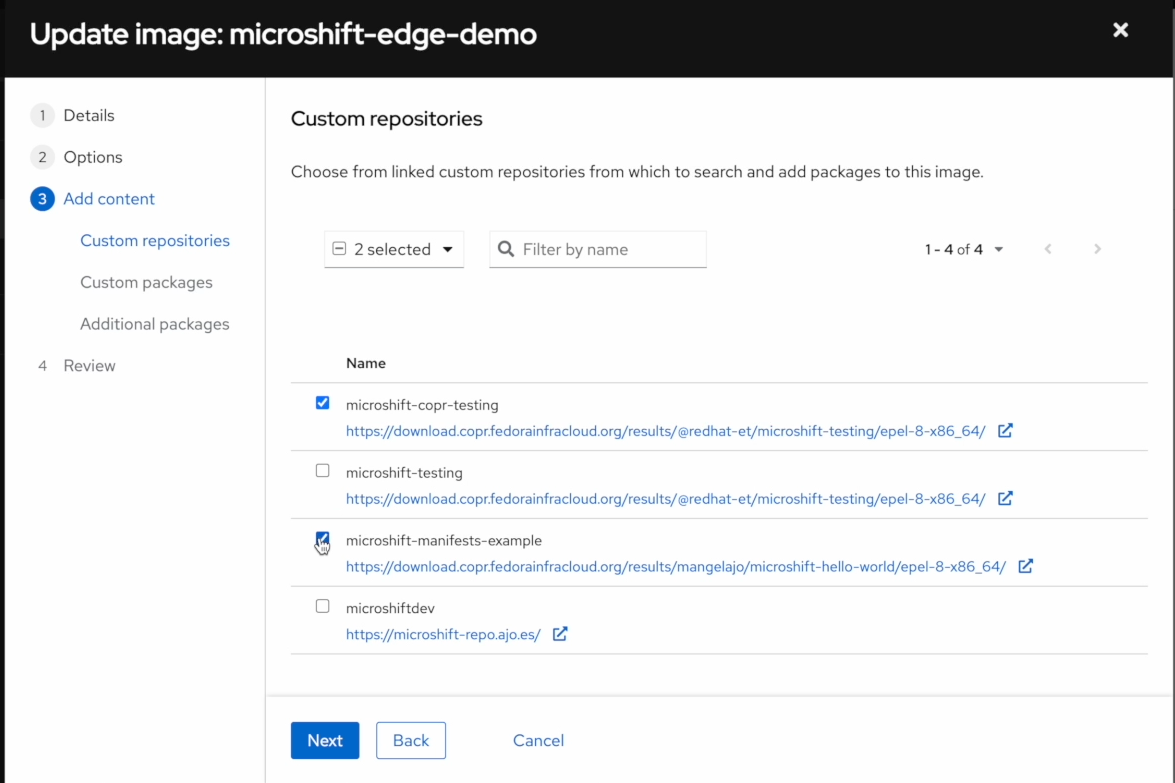 Update image: microshift-edge-demo
1 Details
2 Options
3 Add content
Custom repositories
Custom packages
Additional packages
4 Review
Custom repositories
Choose from linked custom repositories from which to search and add packages to this image.
2 selected
Filter by name
1 - 4 of 4
Name
microshift-copr-testing
https://download.copr.fedorainfracloud.org/results/@redhat-et/microshift-testing/epel-8-x86_64/
microshift-testing
https://download.copr.fedorainfracloud.org/results/@redhat-et/microshift-testing/epel-8-x86_64/
microshift-manifests-example
https://download.copr.fedorainfracloud.org/results/mangelajo/microshift-hello-world/epel-8-x86_64/
microshiftdev
https://microshift-repo.ajo.es/
Next Back Cancel